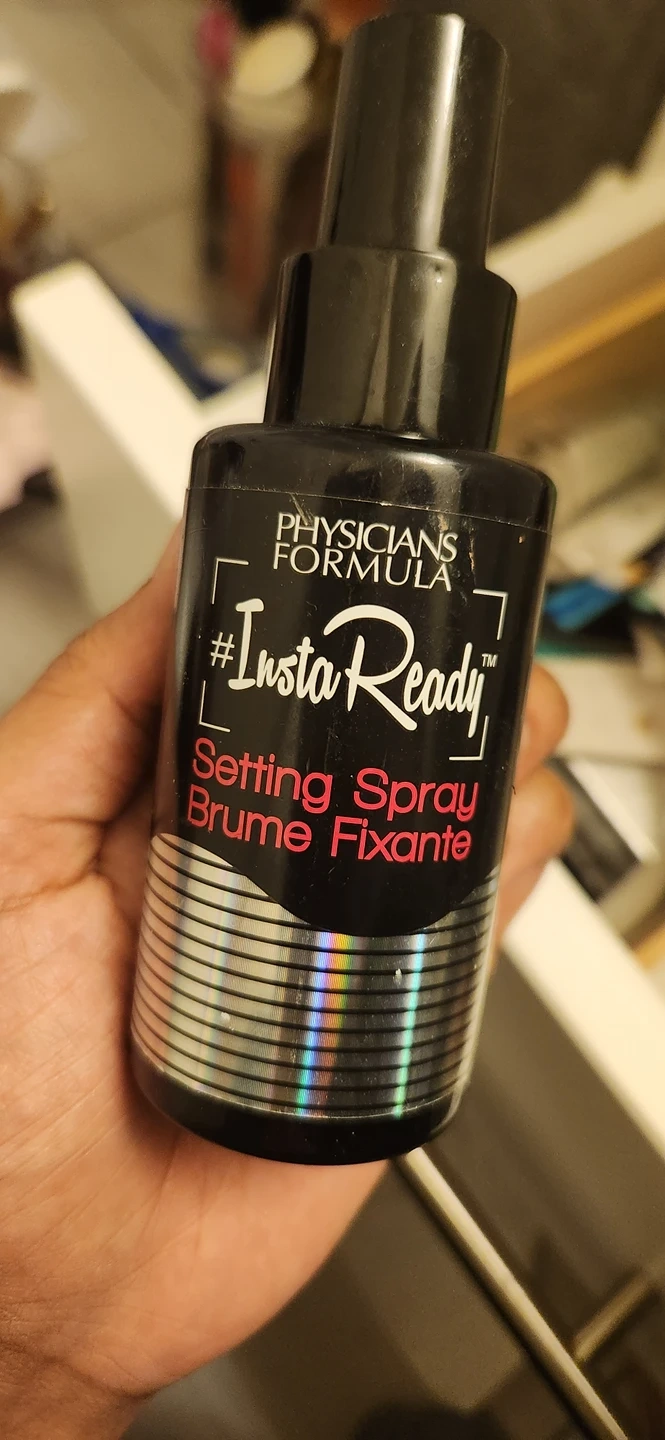 PHYSICIANS
FORMULA
#InstaReady™
Setting Spray
Brume Fixante